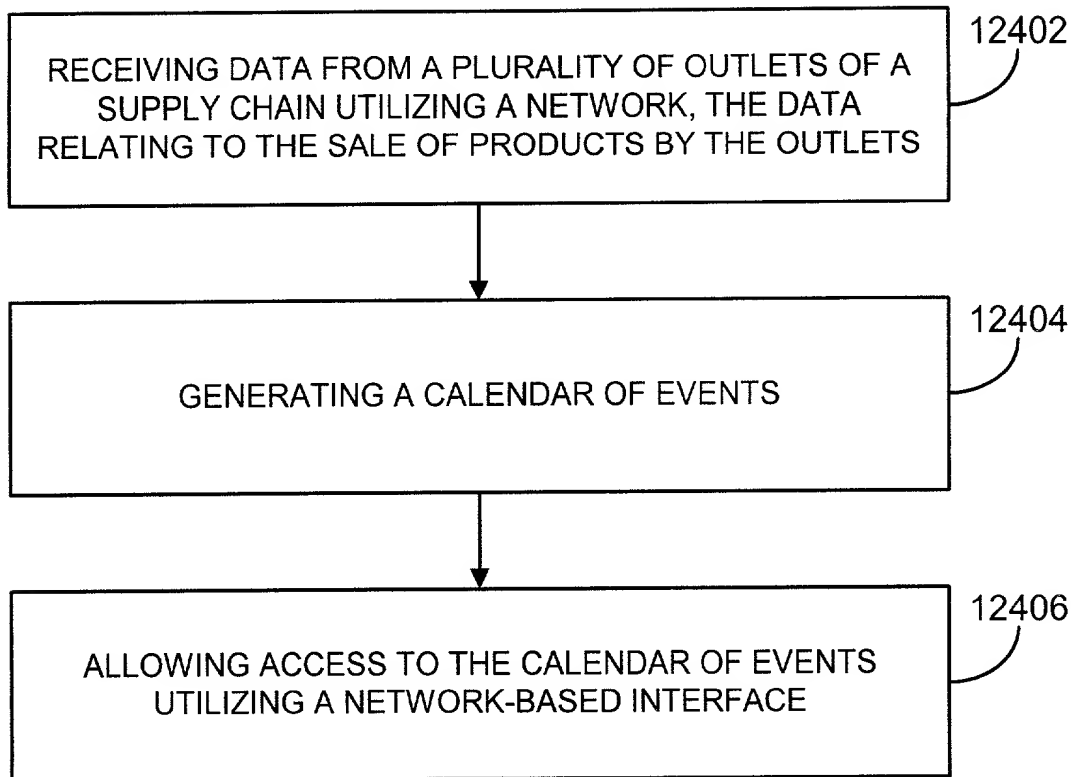 12402
RECEIVING DATA FROM A PLURALITY OF OUTLETS OF A
SUPPLY CHAIN UTILIZING A NETWORK, THE DATA
RELATING TO THE SALE OF PRODUCTS BY THE OUTLETS
12404
GENERATING A CALENDAR OF EVENTS
12406
ALLOWING ACCESS TO THE CALENDAR OF EVENTS
UTILIZING A NETWORK-BASED INTERFACE